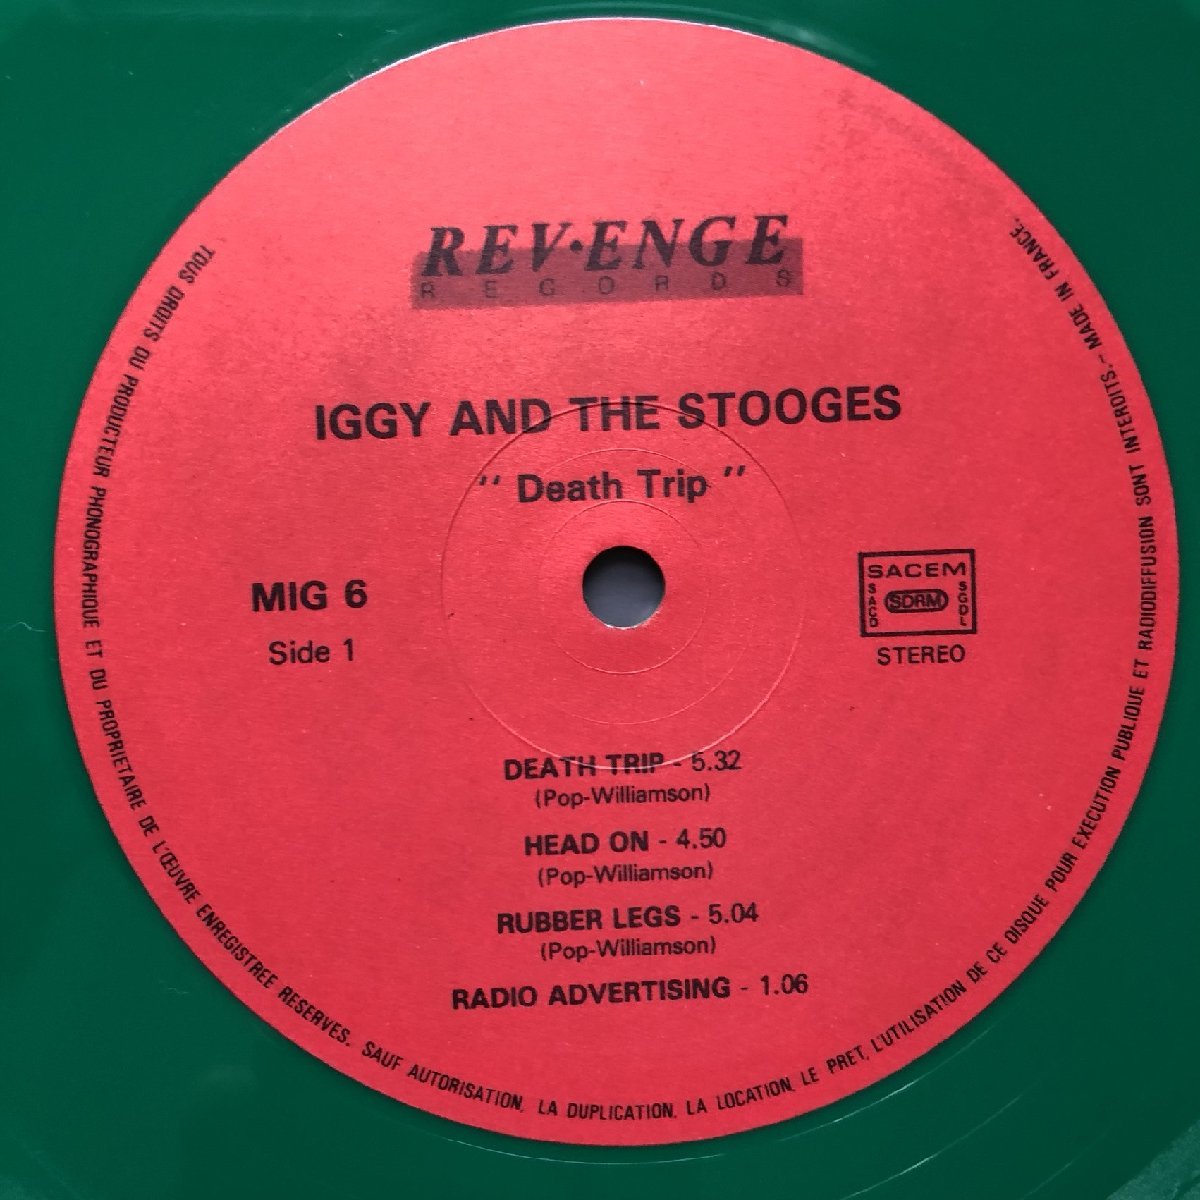 REV·ENGE
RECORDS
IGGY AND THE STOOGES
" Death Trip "
MIG 6
Side 1
SACEM
SACD
SDRM
SGDL
STEREO
DEATH TRIP - 5.32
(Pop-Williamson)
HEAD ON - 4.50
(Pop-Williamson)
RUBBER LEGS - 5.04
(Pop-Williamson)
RADIO ADVERTISING - 1.06
TOUS DROITS DU PRODUCTEUR PHONOGRAPHIQUE ET DU PROPRIETAIRE DE L'ŒUVRE ENREGISTREE RESERVES. SAUF AUTORISATION, LA DUPLICATION, LA LOCATION, LE PRET, L'UTILISATION DE CE DISQUE POUR EXECUTION PUBLIQUE ET RADIODIFFUSION SONT INTERDITS. - MADE IN FRANCE.